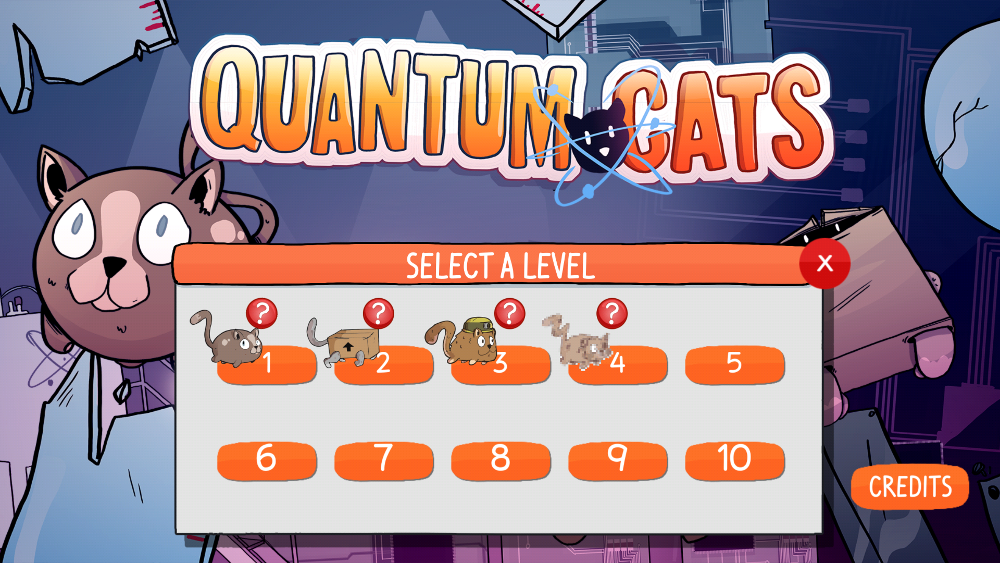 QUANTUM CATS
SELECT A LEVEL
X
? ? ? ?
1 2 3 4 5
6 7 8 9 10
CREDITS